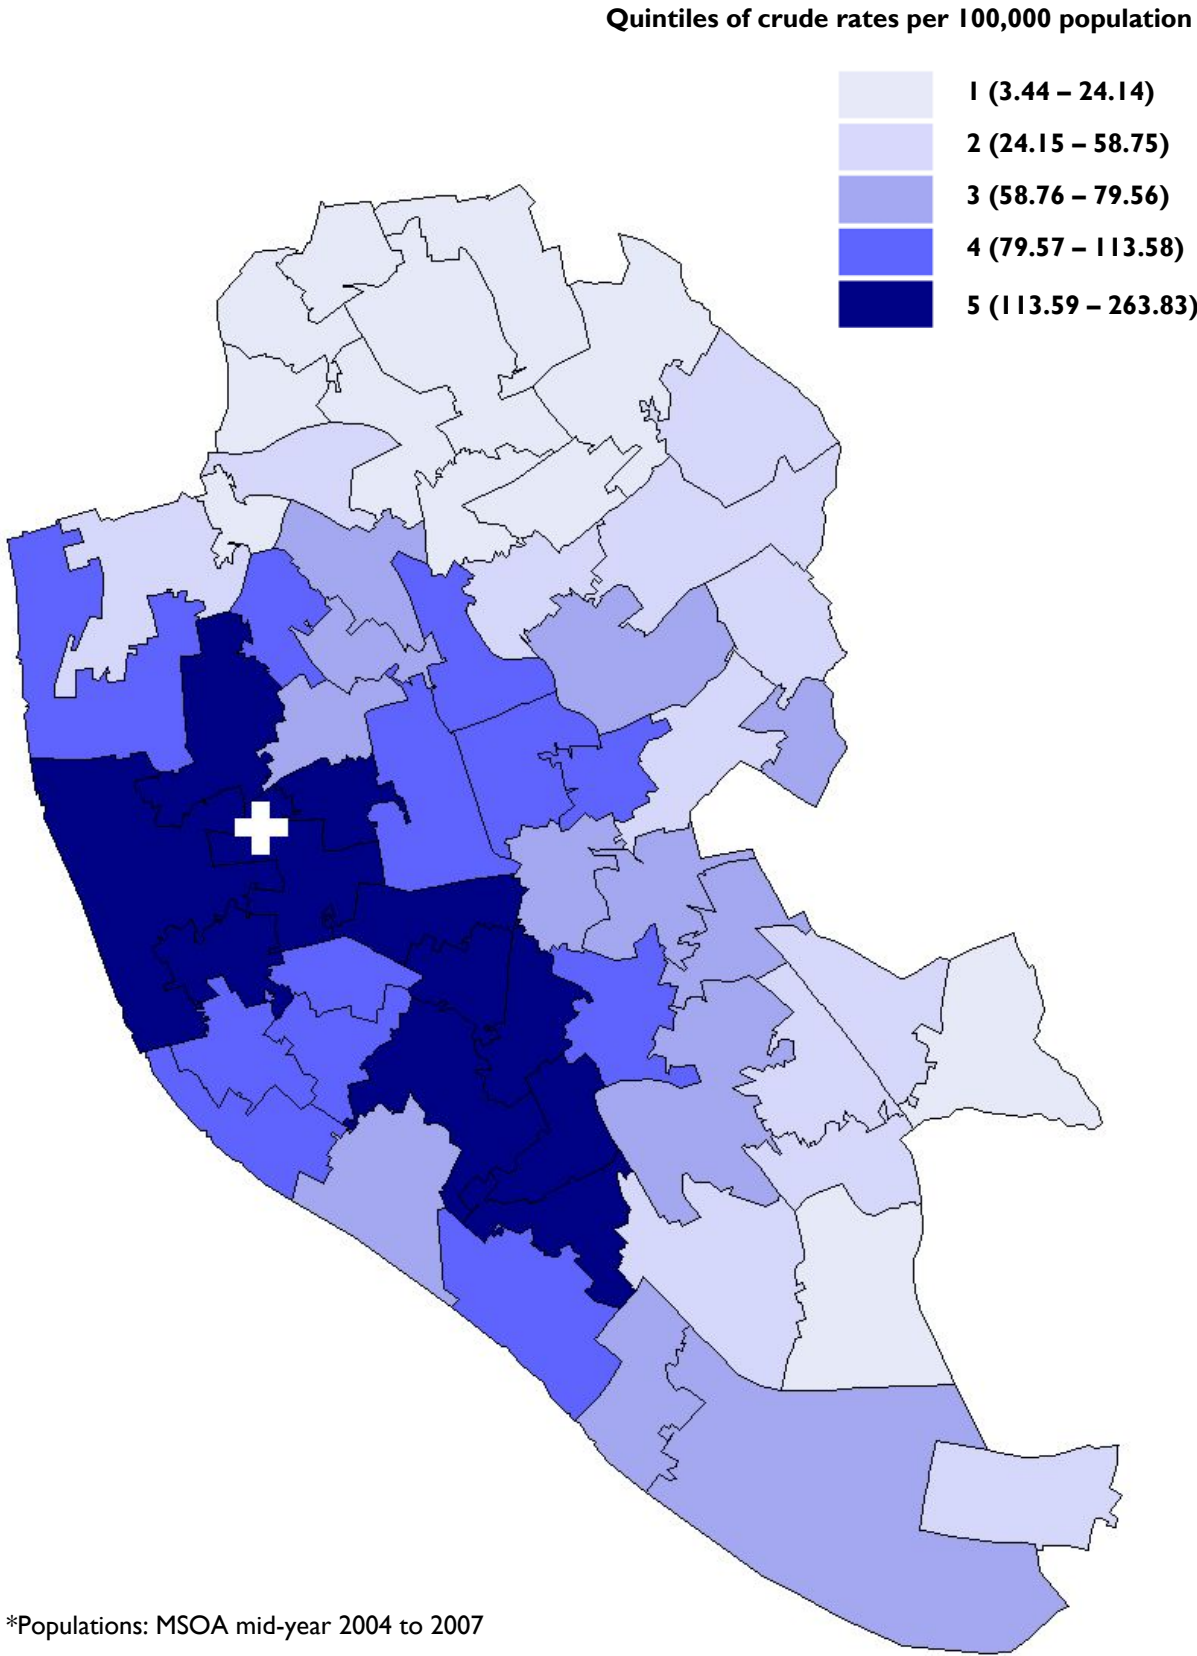 Quintiles of crude rates per 100,000 population
1 (3.44 – 24.14)
2 (24.15 – 58.75)
3 (58.76 – 79.56)
4 (79.57 – 113.58)
5 (113.59 – 263.83)
*Populations: MSOA mid-year 2004 to 2007